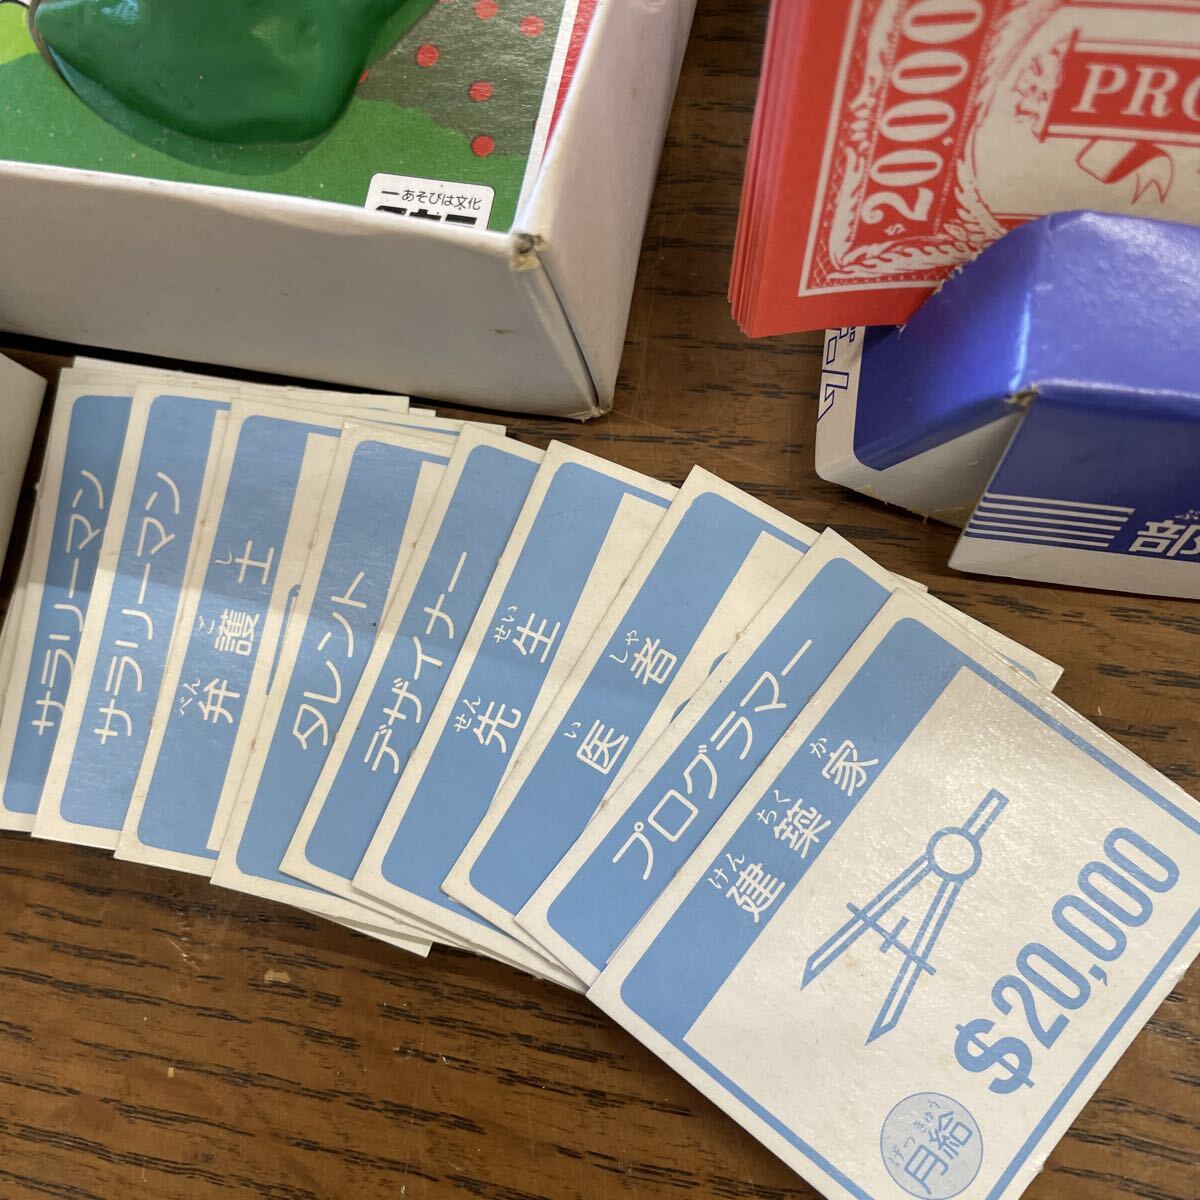 一あそびは文化
$20,000
PRO
部
サラリーマン
サラリーマン
弁護士
べん ご し
タレント
デザイナー
先生
せん せい
医者
い しゃ
プログラマー
建築家
けん ちく か
$20,000
月給
げっ きゅう